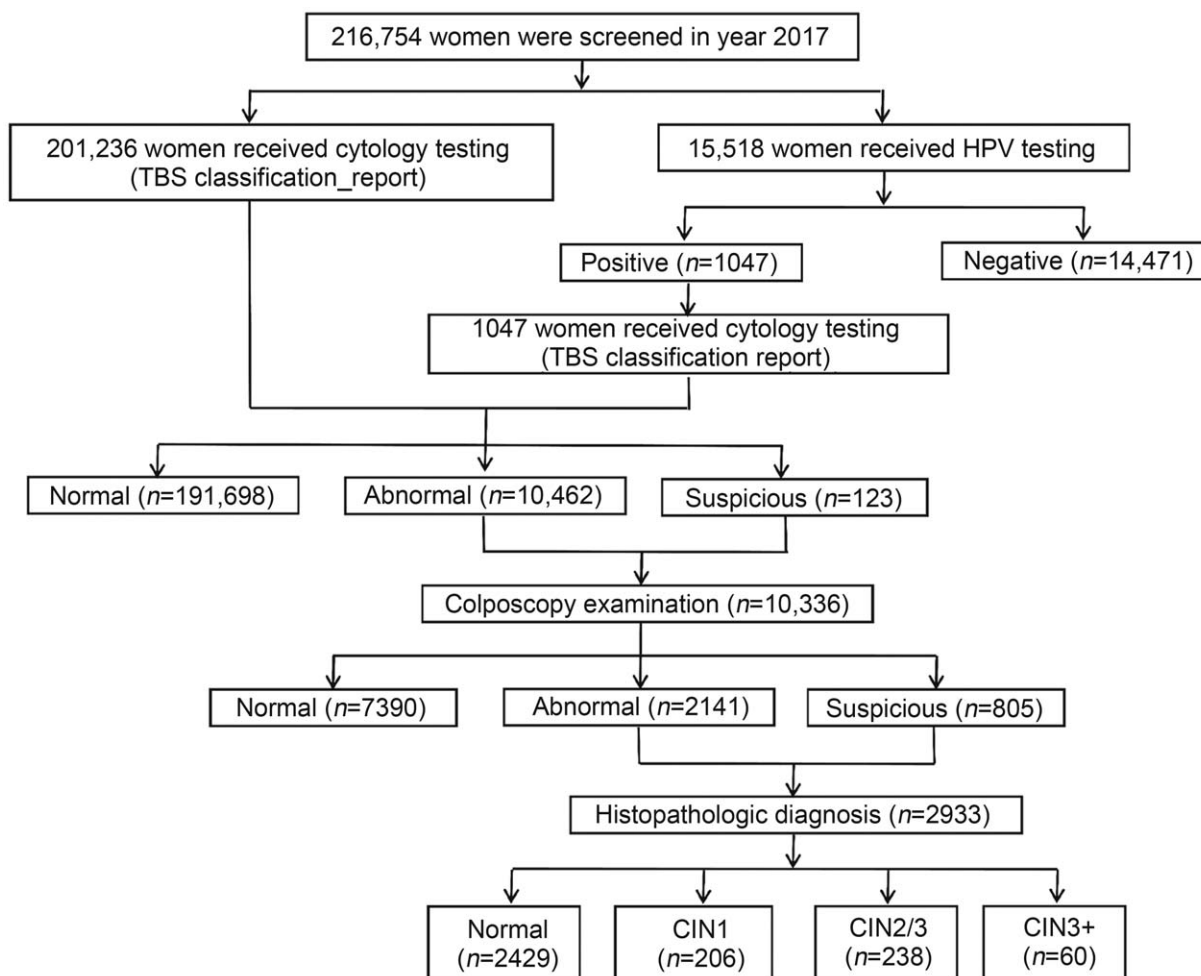 216,754 women were screened in year 2017
201,236 women received cytology testing
(TBS classification_report)
15,518 women received HPV testing
Positive (n=1047)
Negative (n=14,471)
1047 women received cytology testing
(TBS classification report)
Normal (n=191,698)
Abnormal (n=10,462)
Suspicious (n=123)
Colposcopy examination (n=10,336)
Normal (n=7390)
Abnormal (n=2141)
Suspicious (n=805)
Histopathologic diagnosis (n=2933)
Normal
(n=2429)
CIN1
(n=206)
CIN2/3
(n=238)
CIN3+
(n=60)